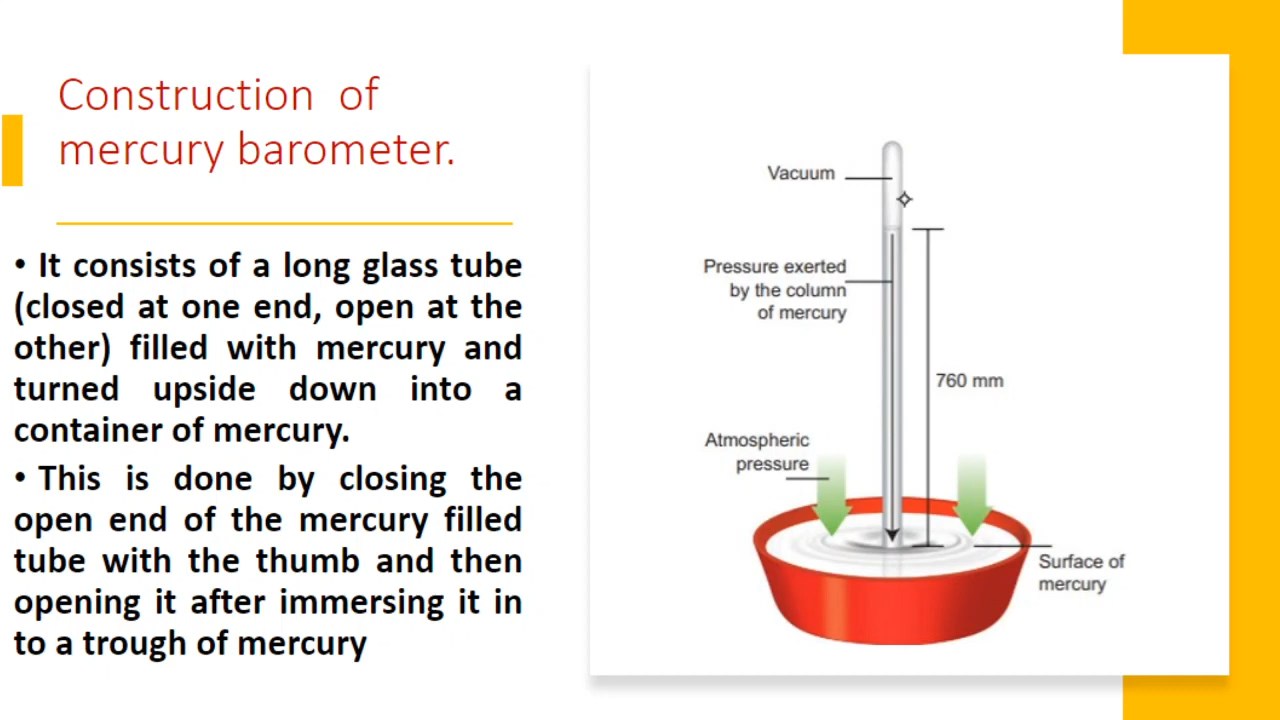 Construction of
mercury barometer.
• It consists of a long glass tube
(closed at one end, open at the
other) filled with mercury and
turned upside down into a
container of mercury.
• This is done by closing the
open end of the mercury filled
tube with the thumb and then
opening it after immersing it in
to a trough of mercury
Vacuum
Pressure exerted
by the column
of mercury
760 mm
Atmospheric
pressure
Surface of
mercury